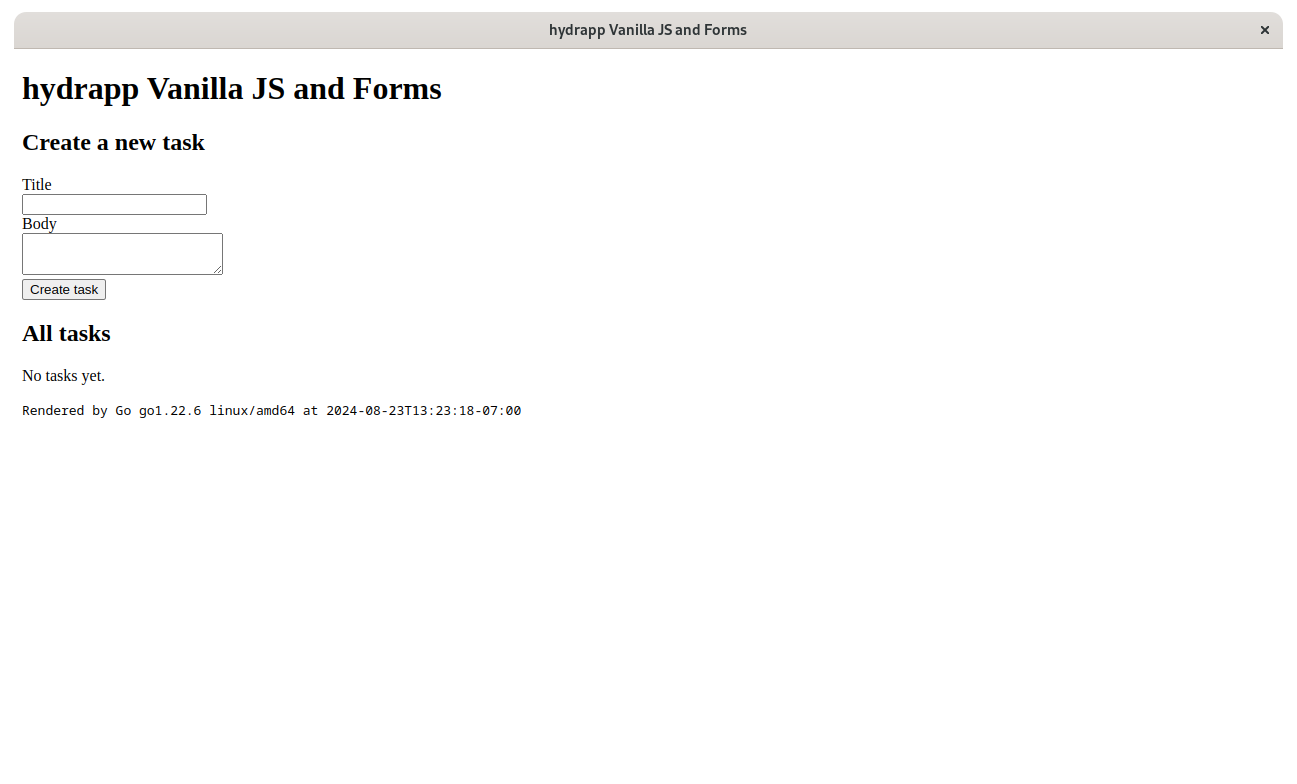 hydrapp Vanilla JS and Forms
hydrapp Vanilla JS and Forms
Create a new task
Title
Body
Create task
All tasks
No tasks yet.
Rendered by Go go1.22.6 linux/amd64 at 2024-08-23T13:23:18-07:00